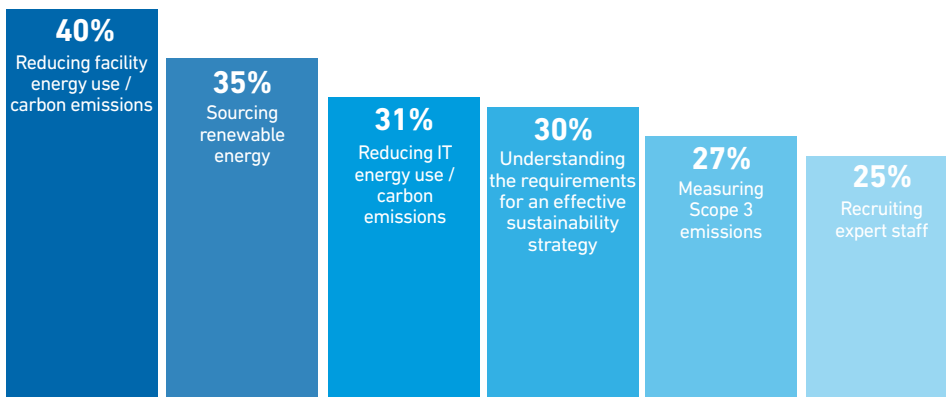 40%
Reducing facility
energy use /
carbon emissions
35%
Sourcing
renewable
energy
31%
Reducing IT
energy use /
carbon
emissions
30%
Understanding
the requirements
for an effective
sustainability
strategy
27%
Measuring
Scope 3
emissions
25%
Recruiting
expert staff